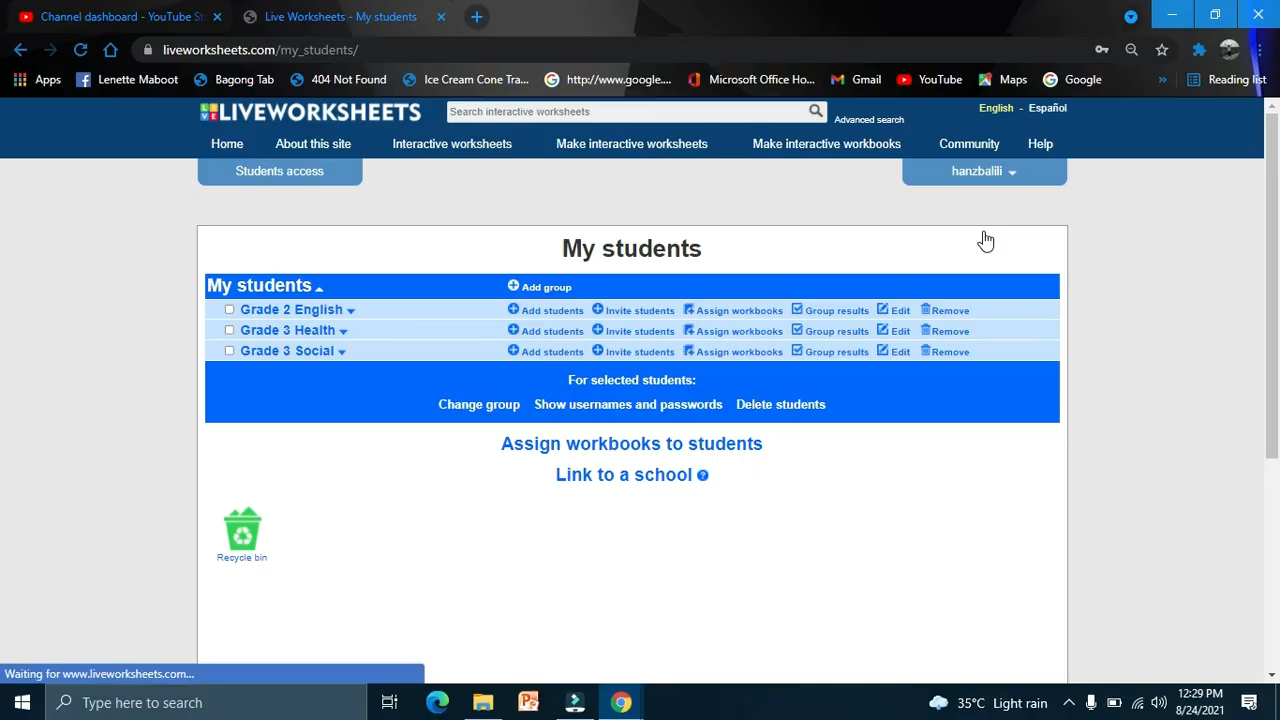 Channel dashboard - YouTube St
Live Worksheets - My students
liveworksheets.com/my_students/
Apps Lenette Maboot Bagong Tab 404 Not Found Ice Cream Cone Tra... http://www.google.... Microsoft Office Ho... Gmail YouTube Maps Google » Reading list
LIVEWORKSHEETS
Search interactive worksheets
Advanced search
English - Español
Home About this site Interactive worksheets Make interactive worksheets Make interactive workbooks Community Help
Students access
hanzbalili
My students
My students Add group
Grade 2 English Add students Invite students Assign workbooks Group results Edit Remove
Grade 3 Health Add students Invite students Assign workbooks Group results Edit Remove
Grade 3 Social Add students Invite students Assign workbooks Group results Edit Remove
For selected students:
Change group Show usernames and passwords Delete students
Assign workbooks to students
Link to a school ?
Recycle bin
Waiting for www.liveworksheets.com...
Type here to search
35°C Light rain
12:29 PM
8/24/2021